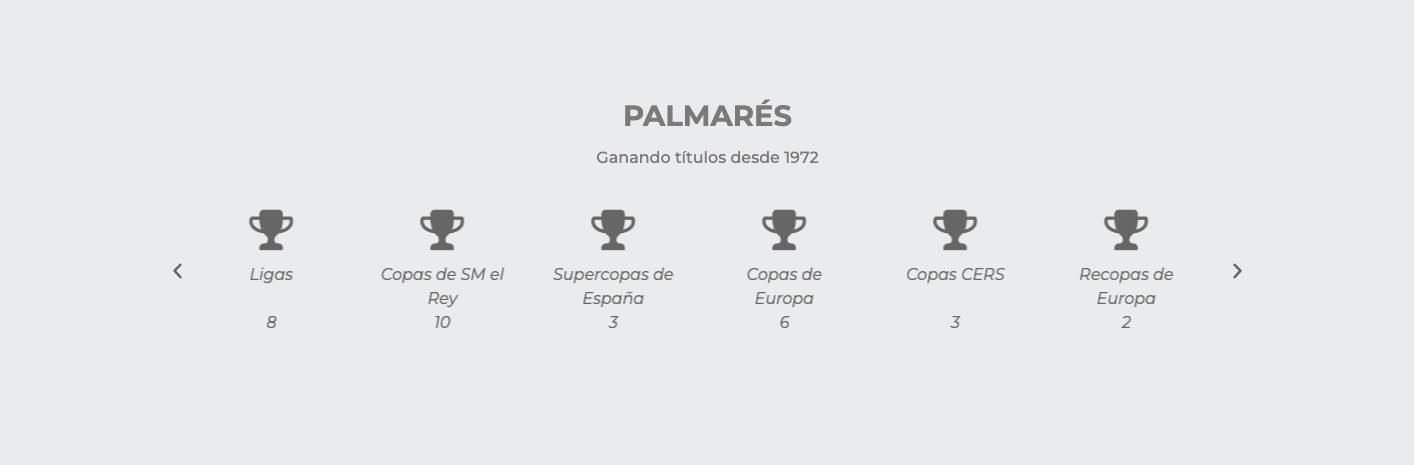 PALMARÉS
Ganando títulos desde 1972
Ligas
8
Copas de SM el
Rey
10
Supercopas de
España
3
Copas de
Europa
6
Copas CERS
3
Recopas de
Europa
2